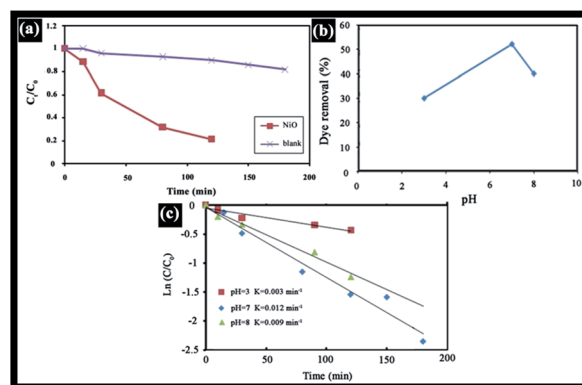 (a)
1.2
1
0.8
0.6
0.4
0.2
0
Ct/C0
0 50 100 150 200
Time (min)
NiO
blank
(b)
60
50
40
30
20
10
0
Dye removal (%)
0 2 4 6 8 10
pH
(c)
0
-0.5
-1
-1.5
-2
-2.5
Ln (C/C0)
pH=3 K=0.003 min-1
pH=7 K=0.012 min-1
pH=8 K=0.009 min-1
0 50 100 150 200
Time (min)